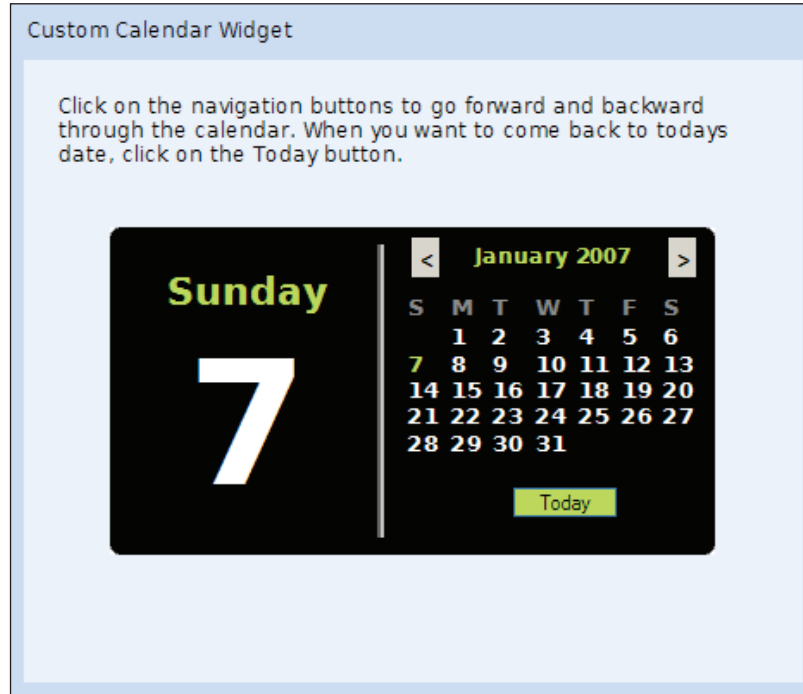 Custom Calendar Widget
Click on the navigation buttons to go forward and backward
through the calendar. When you want to come back to todays
date, click on the Today button.
Sunday
7
< January 2007 >
S M T W T F S
1 2 3 4 5 6
7 8 9 10 11 12 13
14 15 16 17 18 19 20
21 22 23 24 25 26 27
28 29 30 31
Today